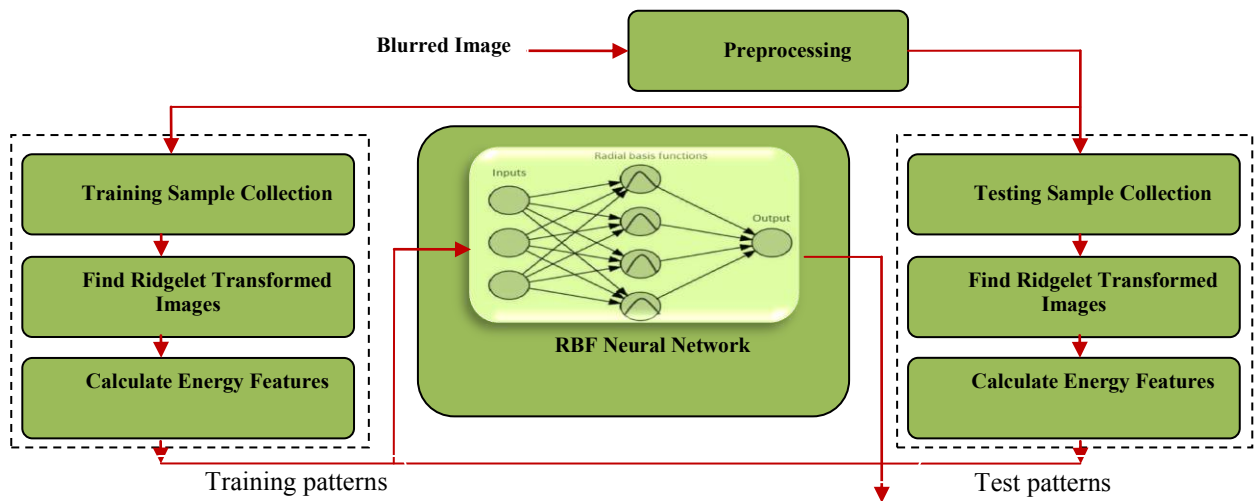 Blurred Image
Preprocessing
Training Sample Collection
Find Ridgelet Transformed
Images
Calculate Energy Features
Radial basis functions
Inputs
Output
RBF Neural Network
Testing Sample Collection
Find Ridgelet Transformed
Images
Calculate Energy Features
Training patterns
Test patterns